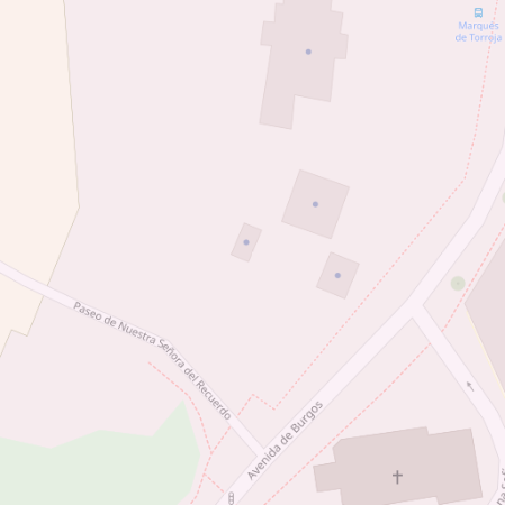 Marqués
de Torroja
Paseo de Nuestra Señora del Recuerdo
Avenida de Burgos